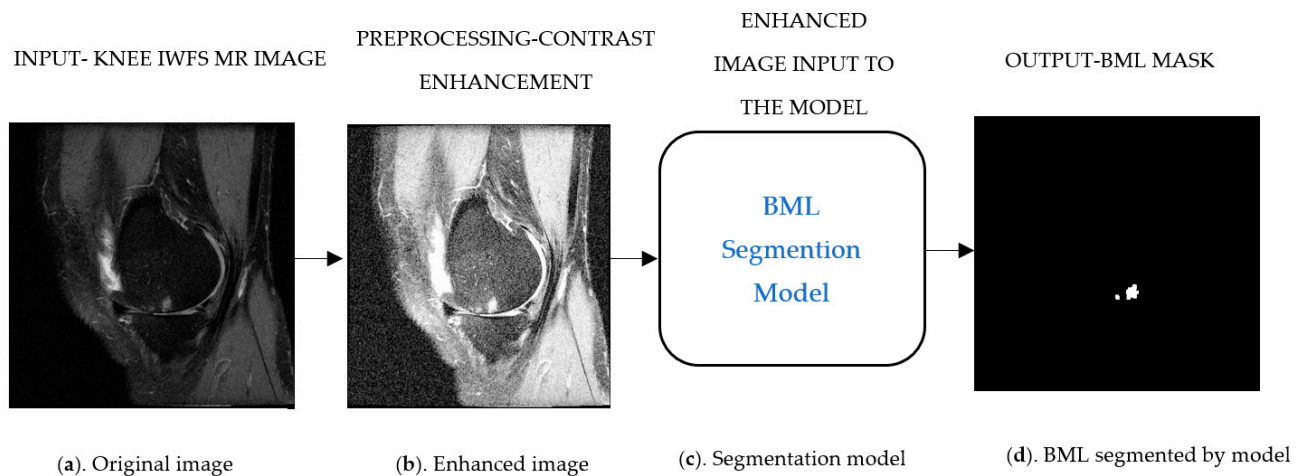 INPUT- KNEE IWFS MR IMAGE
PREPROCESSING-CONTRAST
ENHANCEMENT
ENHANCED
IMAGE INPUT TO
THE MODEL
OUTPUT-BML MASK
BML
Segmention
Model
(a). Original image
(b). Enhanced image
(c). Segmentation model
(d). BML segmented by model